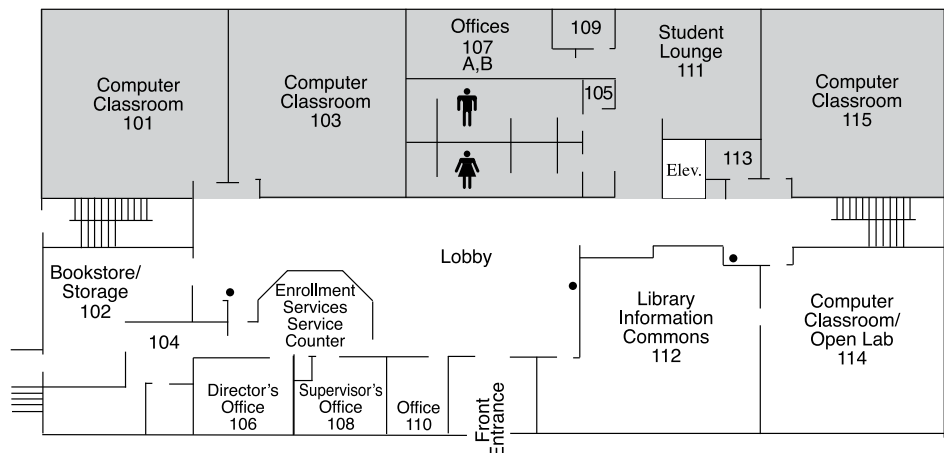 Computer
Classroom
101
Computer
Classroom
103
Offices
107
A,B
109
105
Student
Lounge
111
Elev.
113
Computer
Classroom
115
Lobby
Bookstore/
Storage
102
104
Enrollment
Services
Service
Counter
Director's
Office
106
Supervisor's
Office
108
Office
110
Front
Entrance
Library
Information
Commons
112
Computer
Classroom/
Open Lab
114